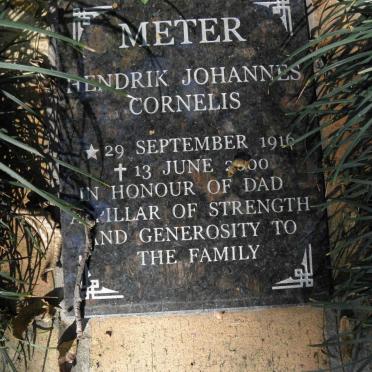 METER
HENDRIK JOHANNES
CORNELIS
★ 29 SEPTEMBER 1916
✝ 13 JUNE 2000
IN HONOUR OF DAD
A PILLAR OF STRENGTH
AND GENEROSITY TO
THE FAMILY